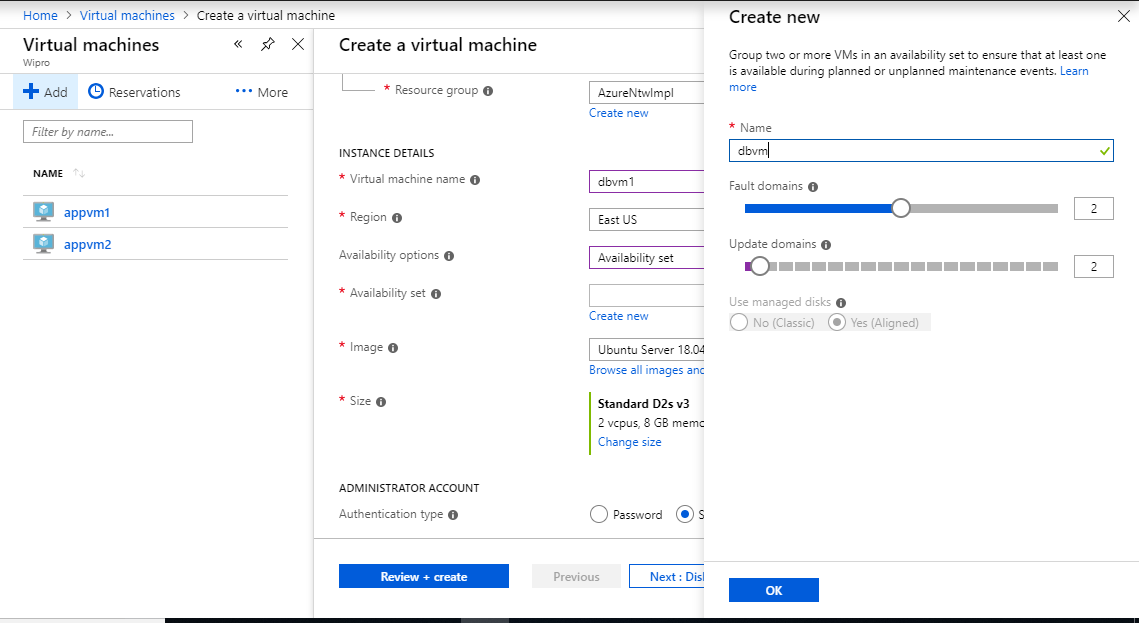 Home > Virtual machines > Create a virtual machine
Virtual machines
Wipro
+ Add Reservations ... More
Filter by name...
NAME
appvm1
appvm2
Create a virtual machine
* Resource group
AzureNtwImpl
Create new
INSTANCE DETAILS
* Virtual machine name
dbvm1
* Region
East US
Availability options
Availability set
* Availability set
Create new
* Image
Ubuntu Server 18.04
Browse all images and
* Size
Standard D2s v3
2 vcpus, 8 GB memo
Change size
ADMINISTRATOR ACCOUNT
Authentication type
Password S
Review + create Previous Next : Disk
Create new
Group two or more VMs in an availability set to ensure that at least one
is available during planned or unplanned maintenance events. Learn
more
* Name
dbvm
Fault domains
2
Update domains
2
Use managed disks
No (Classic) Yes (Aligned)
OK